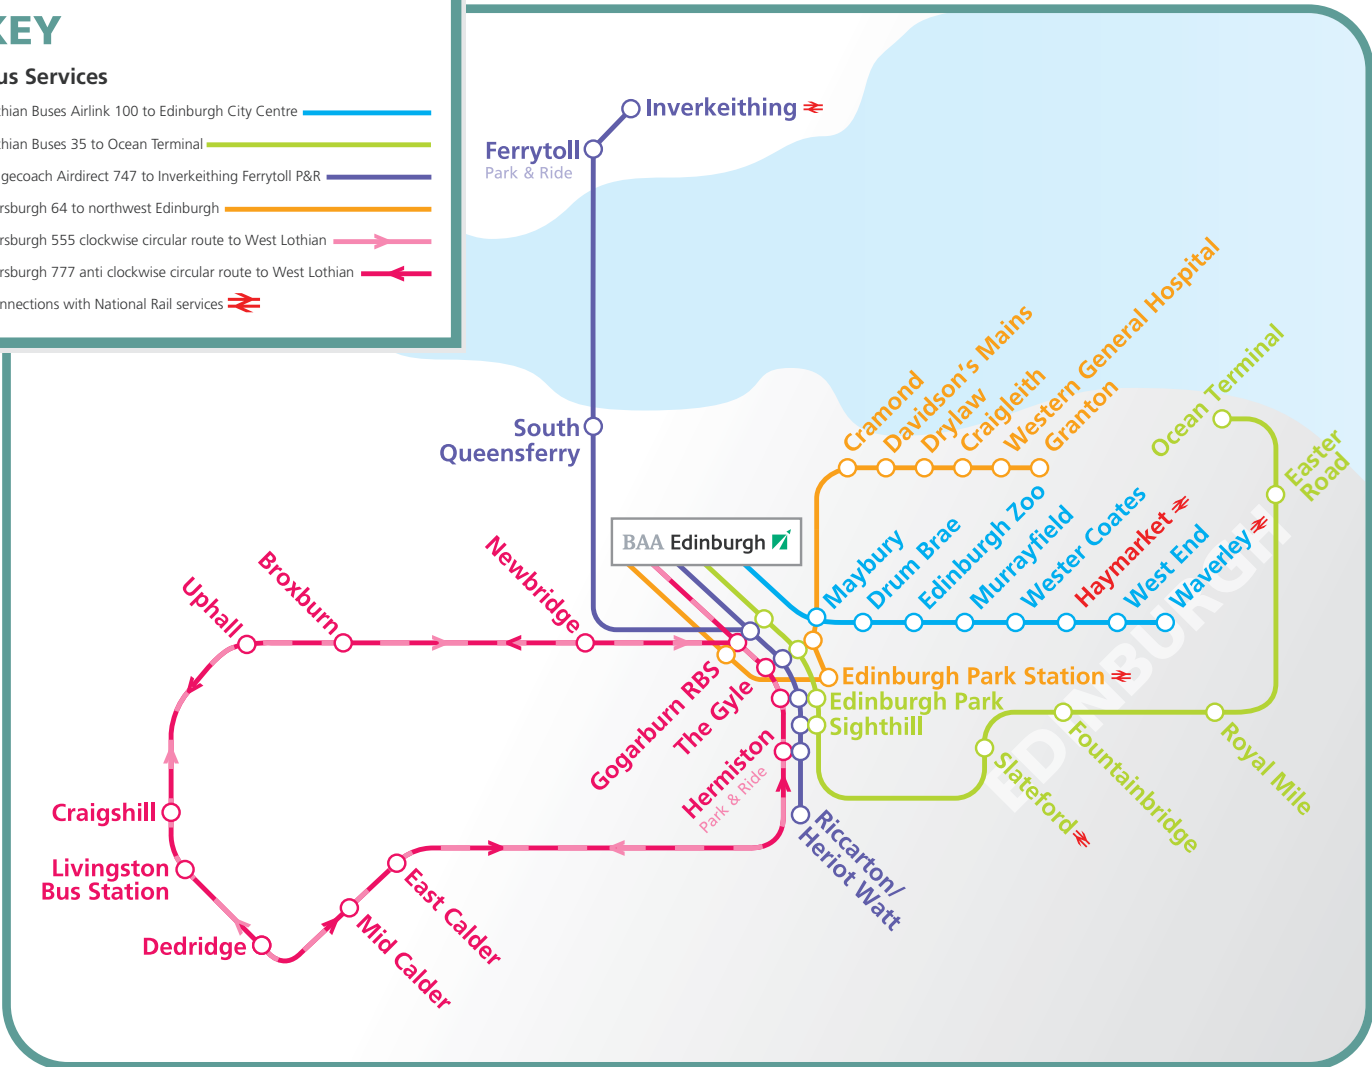 KEY
us Services
thian Buses Airlink 100 to Edinburgh City Centre
thian Buses 35 to Ocean Terminal
gecoach Airdirect 747 to Inverkeithing Ferrytoll P&R
rsburgh 64 to northwest Edinburgh
rsburgh 555 clockwise circular route to West Lothian
rsburgh 777 anti clockwise circular route to West Lothian
nnections with National Rail services
Inverkeithing
Ferrytoll
Park & Ride
South
Queensferry
Cramond
Davidson's Mains
Drylaw
Craigleith
Western General Hospital
Granton
Ocean Terminal
Easter
Road
BAA Edinburgh
Maybury
Drum Brae
Edinburgh Zoo
Murrayfield
Wester Coates
Haymarket
West End
Waverley
EDINBURGH
Uphall
Broxburn
Newbridge
Gogarburn RBS
The Gyle
Hermiston
Park & Ride
Edinburgh Park Station
Edinburgh Park
Sighthill
Slateford
Fountainbridge
Royal Mile
Riccarton/
Heriot Watt
Craigshill
Livingston
Bus Station
Dedridge
Mid Calder
East Calder